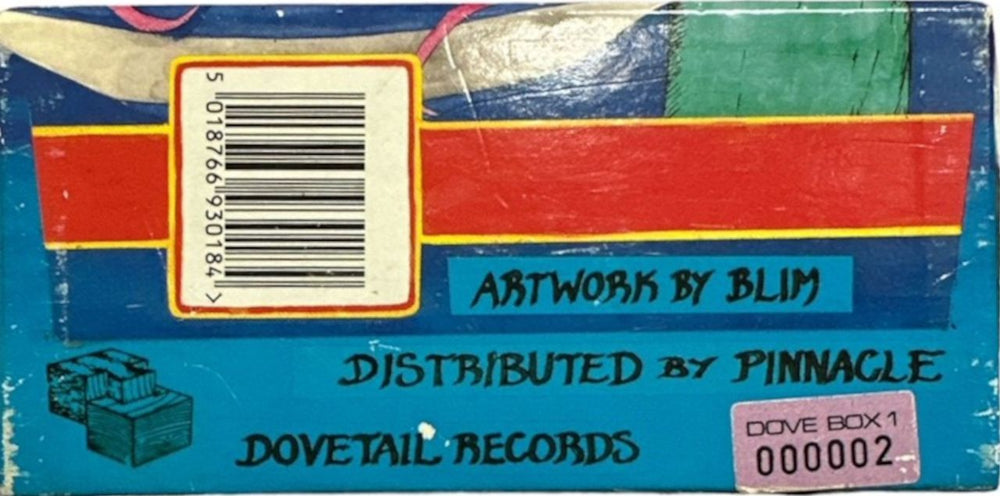 5 018766 930184 >
ARTWORK BY BLIM
DISTRIBUTED BY PINNACLE
DOVETAIL RECORDS
DOVE BOX 1
000002